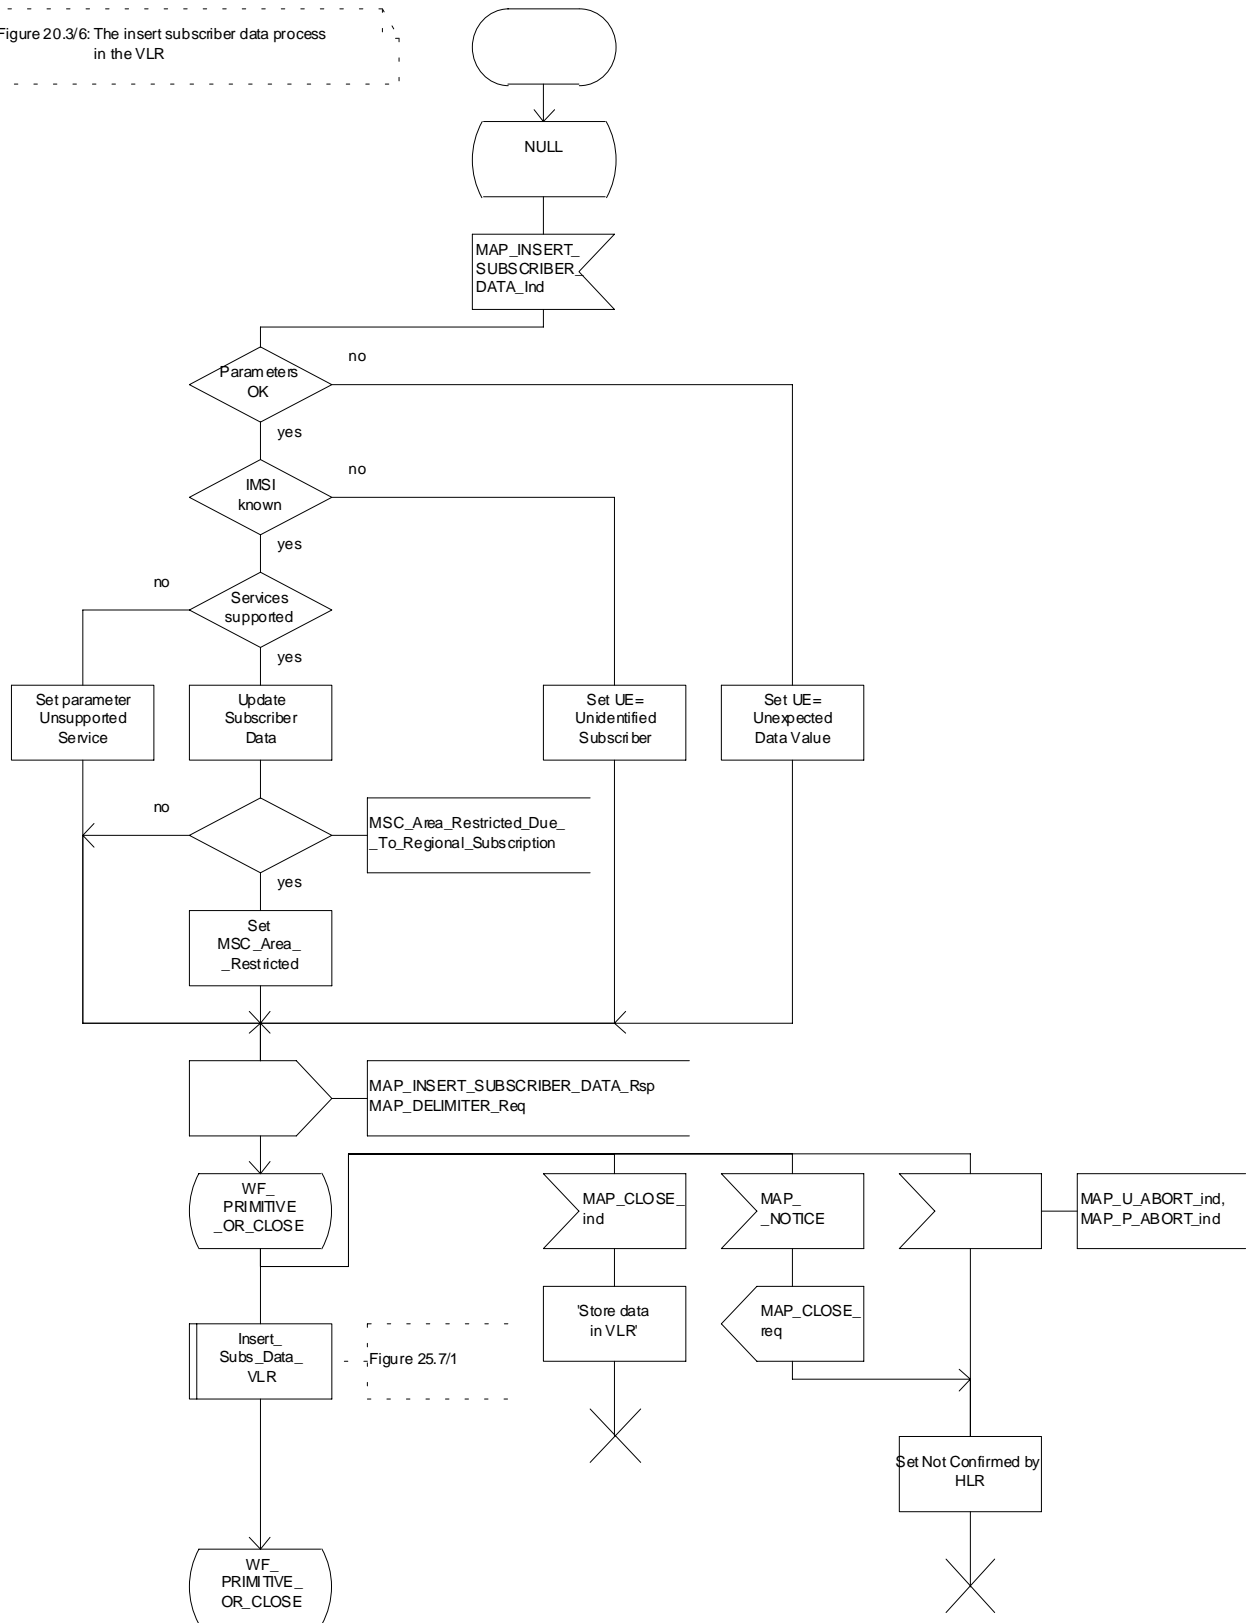 Figure 20.3/6: The insert subscriber data process
in the VLR
NULL
MAP_INSERT_
SUBSCRIBER_
DATA_Ind
Parameters
OK
no
yes
IMSI
known
no
yes
Services
supported
no
yes
Set parameter
Unsupported
Service
Update
Subscriber
Data
Set UE=
Unidentified
Subscriber
Set UE=
Unexpected
Data Value
no
MSC_Area_Restricted_Due_
_To_Regional_Subscription
yes
Set
MSC_Area_
_Restricted
MAP_INSERT_SUBSCRIBER_DATA_Rsp
MAP_DELIMITER_Req
WF_
PRIMITIVE
_OR_CLOSE
MAP_CLOSE_
ind
MAP_
_NOTICE
MAP_U_ABORT_ind,
MAP_P_ABORT_ind
Insert_
Subs_Data_
VLR
Figure 25.7/1
'Store data
in VLR'
MAP_CLOSE_
req
Set Not Confirmed by
HLR
WF_
PRIMITIVE_
OR_CLOSE